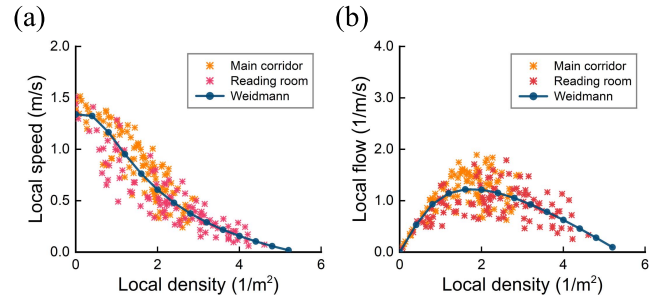 (a)
2.0
1.5
1.0
0.5
0.0
0
2
4
6
Local speed (m/s)
Local density (1/m²)
Main corridor
Reading room
Weidmann
(b)
4.0
3.0
2.0
1.0
0.0
0
2
4
6
Local flow (1/m/s)
Local density (1/m²)
Main corridor
Reading room
Weidmann